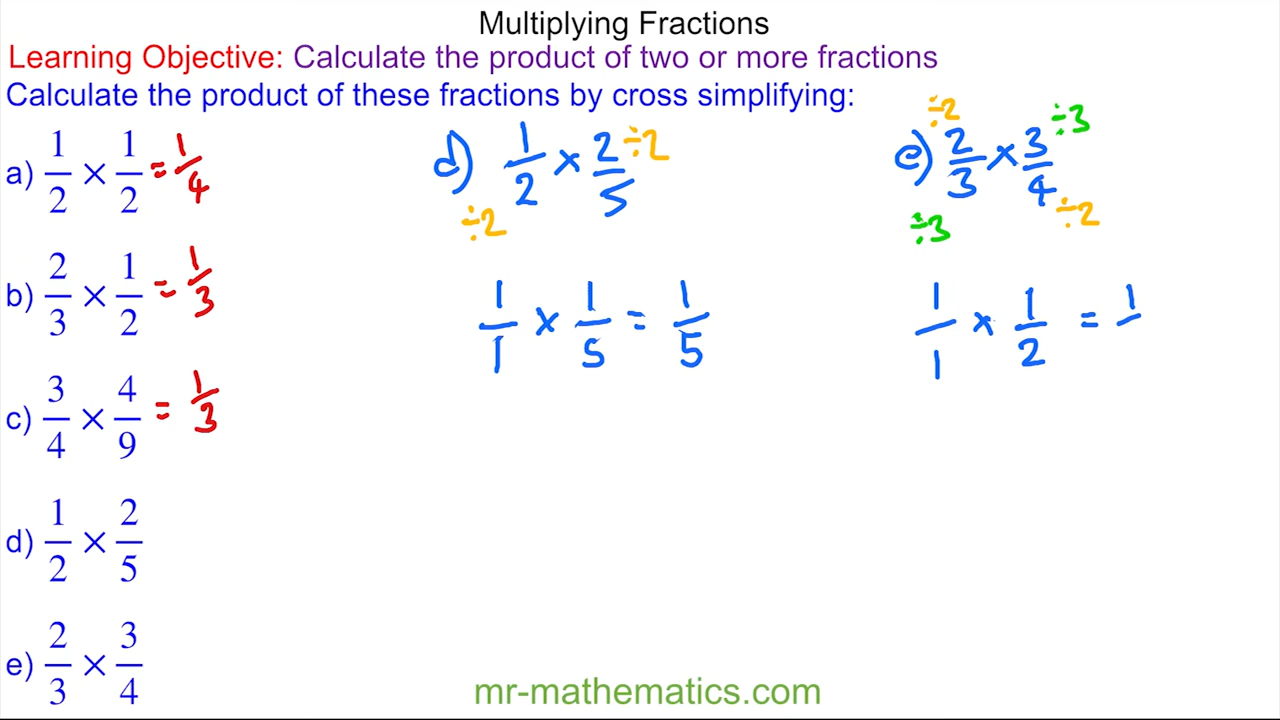 Multiplying Fractions
Learning Objective: Calculate the product of two or more fractions
Calculate the product of these fractions by cross simplifying:
a) 1/2 × 1/2 = 1/4
b) 2/3 × 1/2 = 1/3
c) 3/4 × 4/9 = 1/3
d) 1/2 × 2/5
e) 2/3 × 3/4
d) 1/2 × 2/5 ÷2
÷2
1/1 × 1/5 = 1/5
÷2 ÷3
e) 2/3 × 3/4
÷3 ÷2
1/1 × 1/2 = 1/
mr-mathematics.com